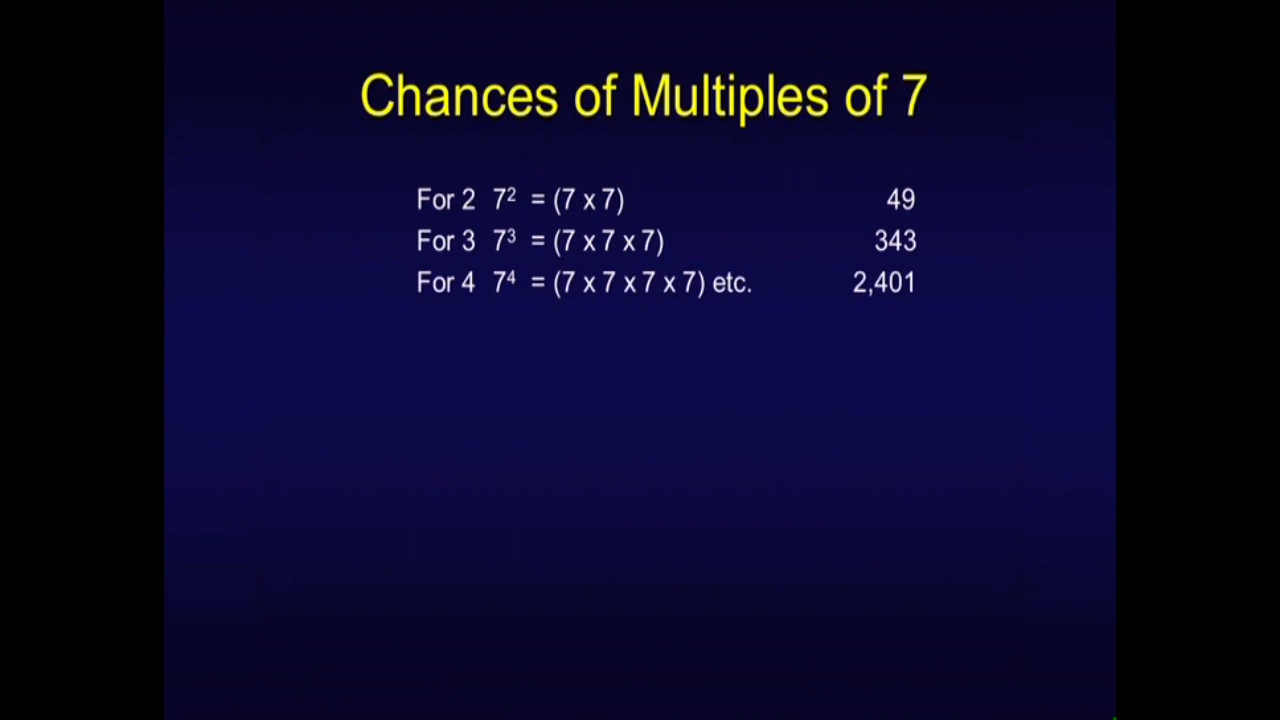 Chances of Multiples of 7
For 2 7² = (7 x 7) 49
For 3 7³ = (7 x 7 x 7) 343
For 4 7⁴ = (7 x 7 x 7 x 7) etc. 2,401